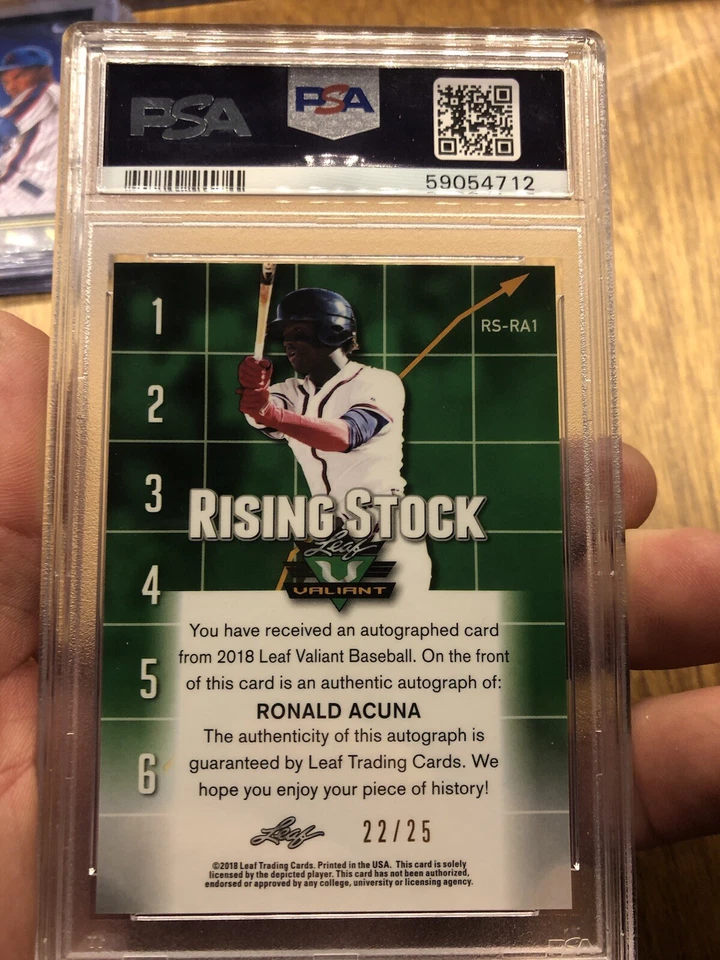 PSA
PSA
59054712
RS-RA1
1
2
3
4
5
6
RISING STOCK
Leaf
VALIANT
You have received an autographed card
from 2018 Leaf Valiant Baseball. On the front
of this card is an authentic autograph of:
RONALD ACUNA
The authenticity of this autograph is
guaranteed by Leaf Trading Cards. We
hope you enjoy your piece of history!
Leaf 22/25
©2018 Leaf Trading Cards. Printed in the USA. This card is solely
licensed by the depicted player. This card has not been authorized,
endorsed or approved by any college, university or licensing agency.
PSA